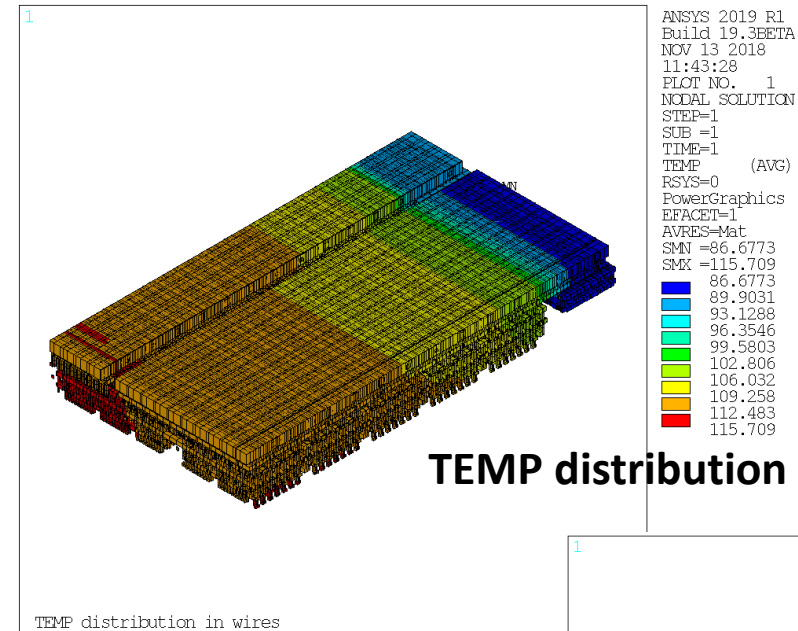 1
ANSYS 2019 R1
Build 19.3BETA
NOV 13 2018
11:43:28
PLOT NO. 1
NODAL SOLUTION
STEP=1
SUB =1
TIME=1
TEMP (AVG)
RSYS=0
PowerGraphics
EFACET=1
AVRES=Mat
SMN =86.6773
SMX =115.709
86.6773
89.9031
93.1288
96.3546
99.5803
102.806
106.032
109.258
112.483
115.709
MN
TEMP distribution
1
TEMP distribution in wires